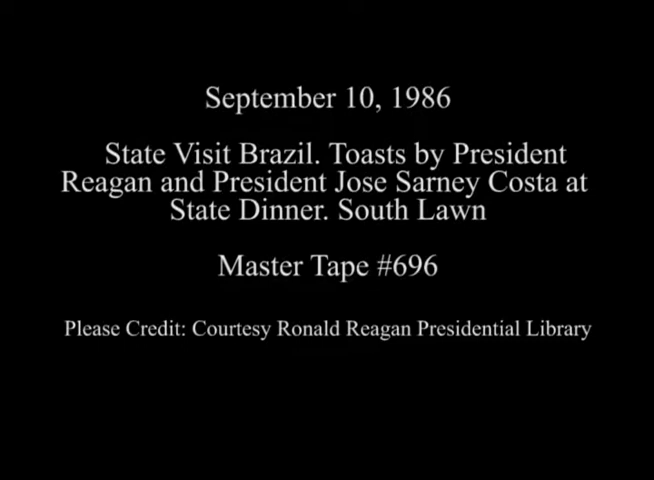 September 10, 1986
State Visit Brazil. Toasts by President
Reagan and President Jose Sarney Costa at
State Dinner. South Lawn
Master Tape #696
Please Credit: Courtesy Ronald Reagan Presidential Library